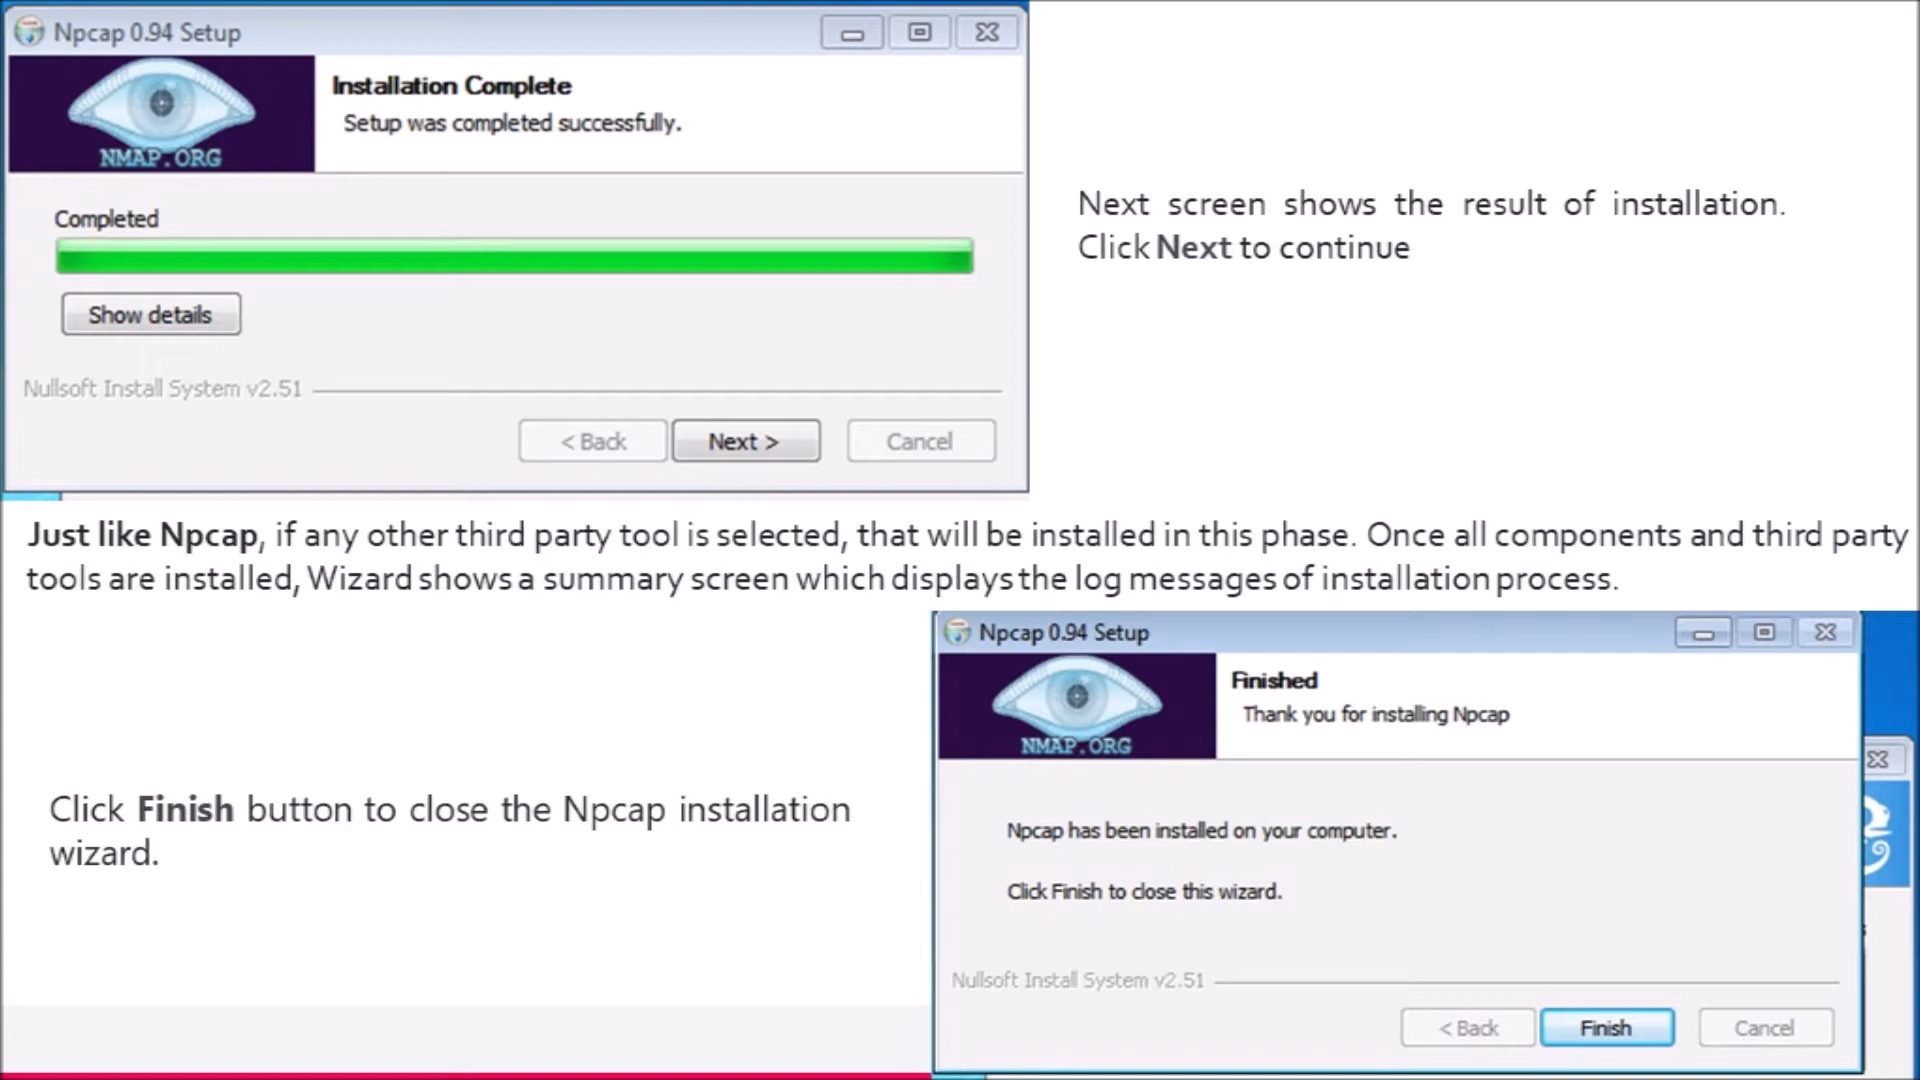 Npcap 0.94 Setup
NMAP.ORG
Installation Complete
Setup was completed successfully.
Completed
Show details
Nullsoft Install System v2.51
< Back
Next >
Cancel
Next screen shows the result of installation.
Click Next to continue
Just like Npcap, if any other third party tool is selected, that will be installed in this phase. Once all components and third party
tools are installed, Wizard shows a summary screen which displays the log messages of installation process.
Click Finish button to close the Npcap installation
wizard.
Npcap 0.94 Setup
NMAP.ORG
Finished
Thank you for installing Npcap
Npcap has been installed on your computer.
Click Finish to close this wizard.
Nullsoft Install System v2.51
< Back
Finish
Cancel